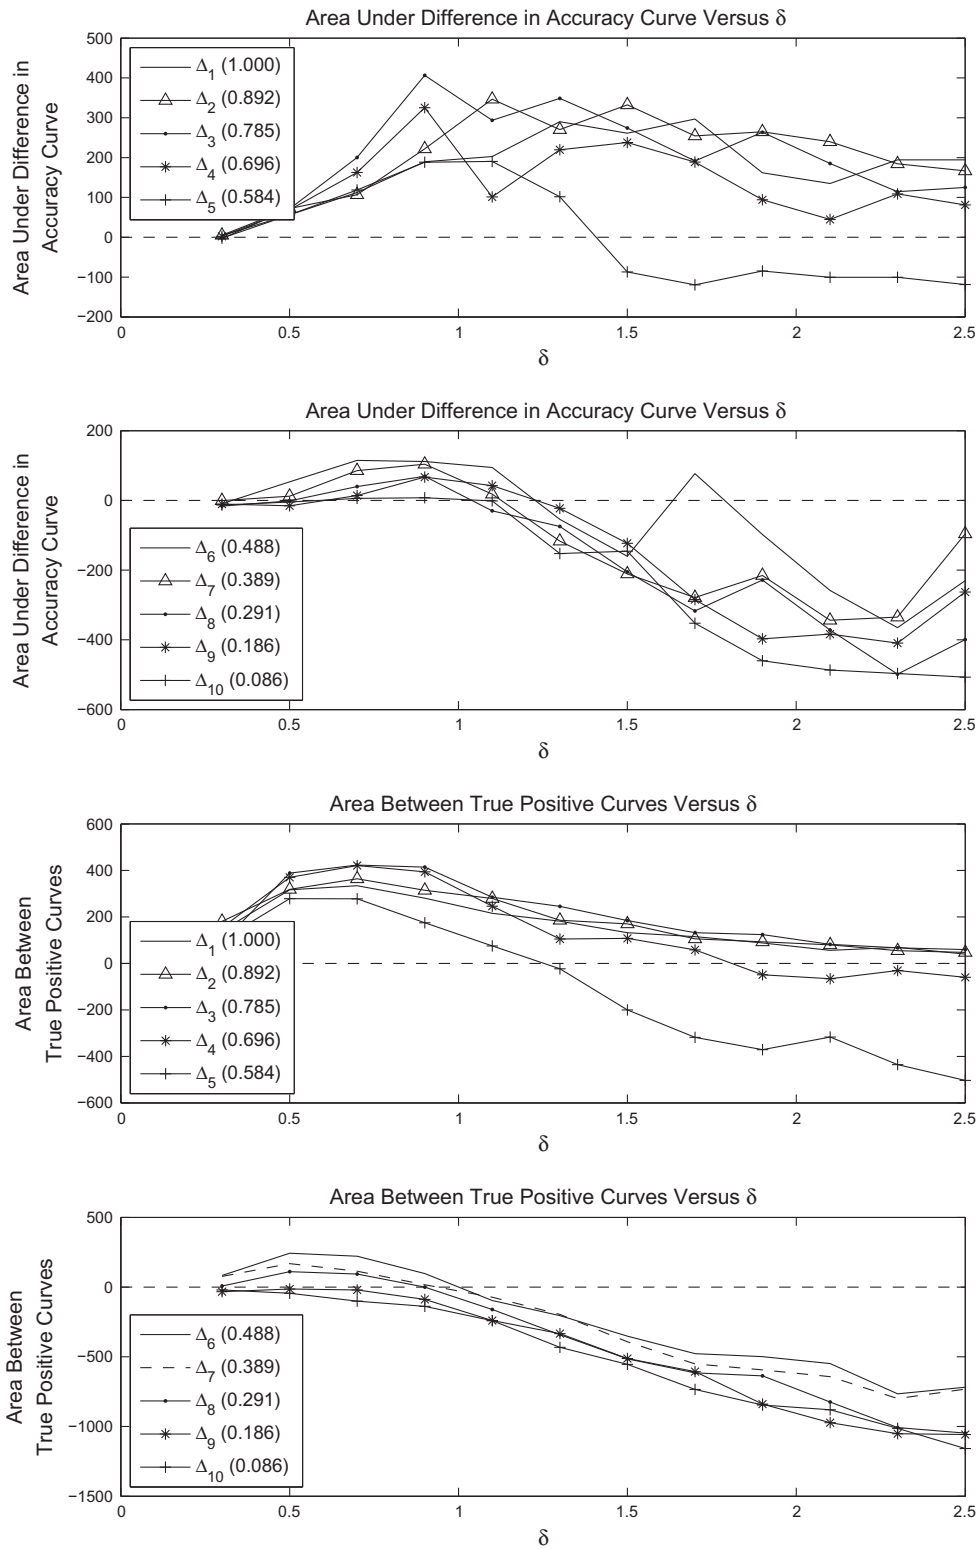 Area Under Difference in Accuracy Curve Versus δ
Area Under Difference in
Accuracy Curve
500
400
300
200
100
0
−100
−200
Δ1 (1.000)
Δ2 (0.892)
Δ3 (0.785)
Δ4 (0.696)
Δ5 (0.584)
0
0.5
1
1.5
2
2.5
δ
Area Under Difference in Accuracy Curve Versus δ
Area Under Difference in
Accuracy Curve
200
0
−200
−400
−600
Δ6 (0.488)
Δ7 (0.389)
Δ8 (0.291)
Δ9 (0.186)
Δ10 (0.086)
0
0.5
1
1.5
2
2.5
δ
Area Between True Positive Curves Versus δ
Area Between
True Positive Curves
600
400
200
0
−200
−400
−600
Δ1 (1.000)
Δ2 (0.892)
Δ3 (0.785)
Δ4 (0.696)
Δ5 (0.584)
0
0.5
1
1.5
2
2.5
δ
Area Between True Positive Curves Versus δ
Area Between
True Positive Curves
500
0
−500
−1000
−1500
Δ6 (0.488)
Δ7 (0.389)
Δ8 (0.291)
Δ9 (0.186)
Δ10 (0.086)
0
0.5
1
1.5
2
2.5
δ